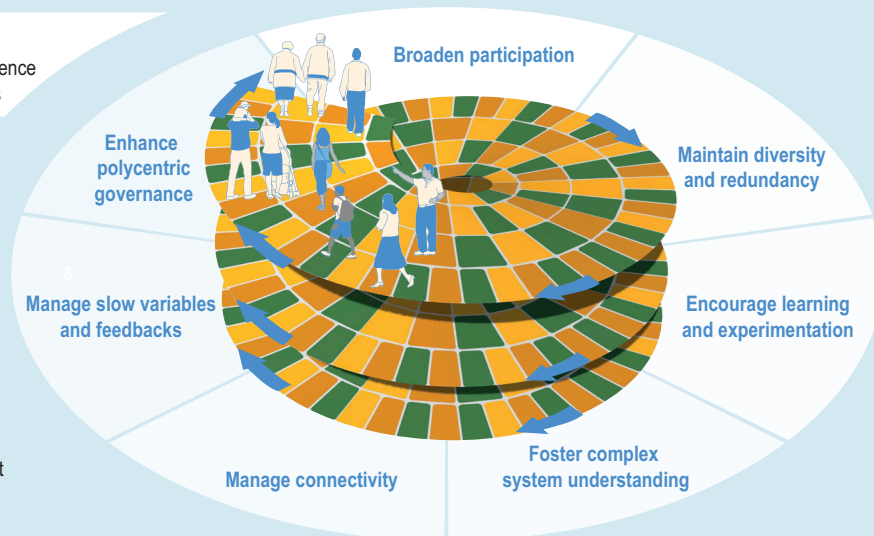 Broaden participation
Enhance
polycentric
governance
Maintain diversity
and redundancy
6
Manage slow variables
and feedbacks
Encourage learning
and experimentation
Foster complex
system understanding
Manage connectivity